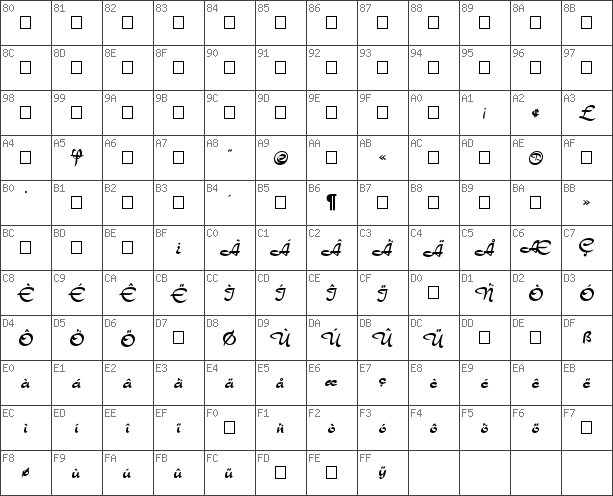 80 81 82 83 84 85 86 87 88 89 8A 8B
8C 8D 8E 8F 90 91 92 93 94 95 96 97
98 99 9A 9B 9C 9D 9E 9F A0 A1 A2 A3
¡ ¢ £
A4 A5 A6 A7 A8 A9 AA AB AC AD AE AF
¨ © « ®
B0 B1 B2 B3 B4 B5 B6 B7 B8 B9 BA BB
´ ¶ »
BC BD BE BF C0 C1 C2 C3 C4 C5 C6 C7
¿ À Á Â Ã Ä Å Æ Ç
C8 C9 CA CB CC CD CE CF D0 D1 D2 D3
È É Ê Ë Ì Í Î Ï Ñ Ò Ó
D4 D5 D6 D7 D8 D9 DA DB DC DD DE DF
Ô Õ Ö Ø Ù Ú Û Ü ß
E0 E1 E2 E3 E4 E5 E6 E7 E8 E9 EA EB
à á â ã ä å æ ç è é ê ë
EC ED EE EF F0 F1 F2 F3 F4 F5 F6 F7
ì í î ï ñ ò ó ô õ ö
F8 F9 FA FB FC FD FE FF
ø ù ú û ü ÿ